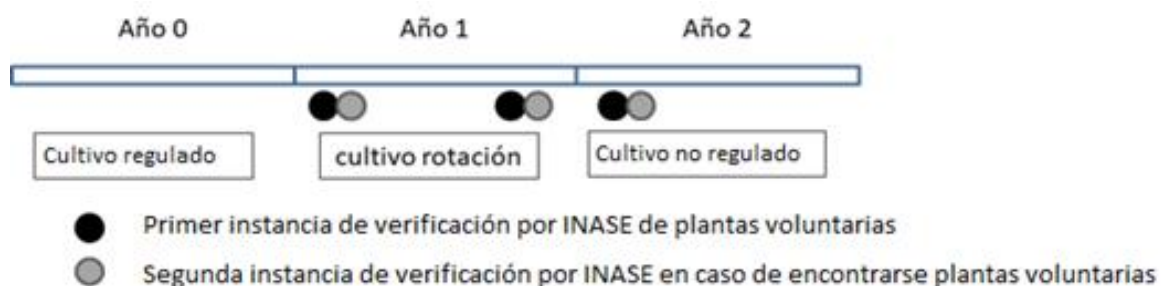 Año 0 Año 1 Año 2
Cultivo regulado cultivo rotación Cultivo no regulado
Primer instancia de verificación por INASE de plantas voluntarias
Segunda instancia de verificación por INASE en caso de encontrarse plantas voluntarias